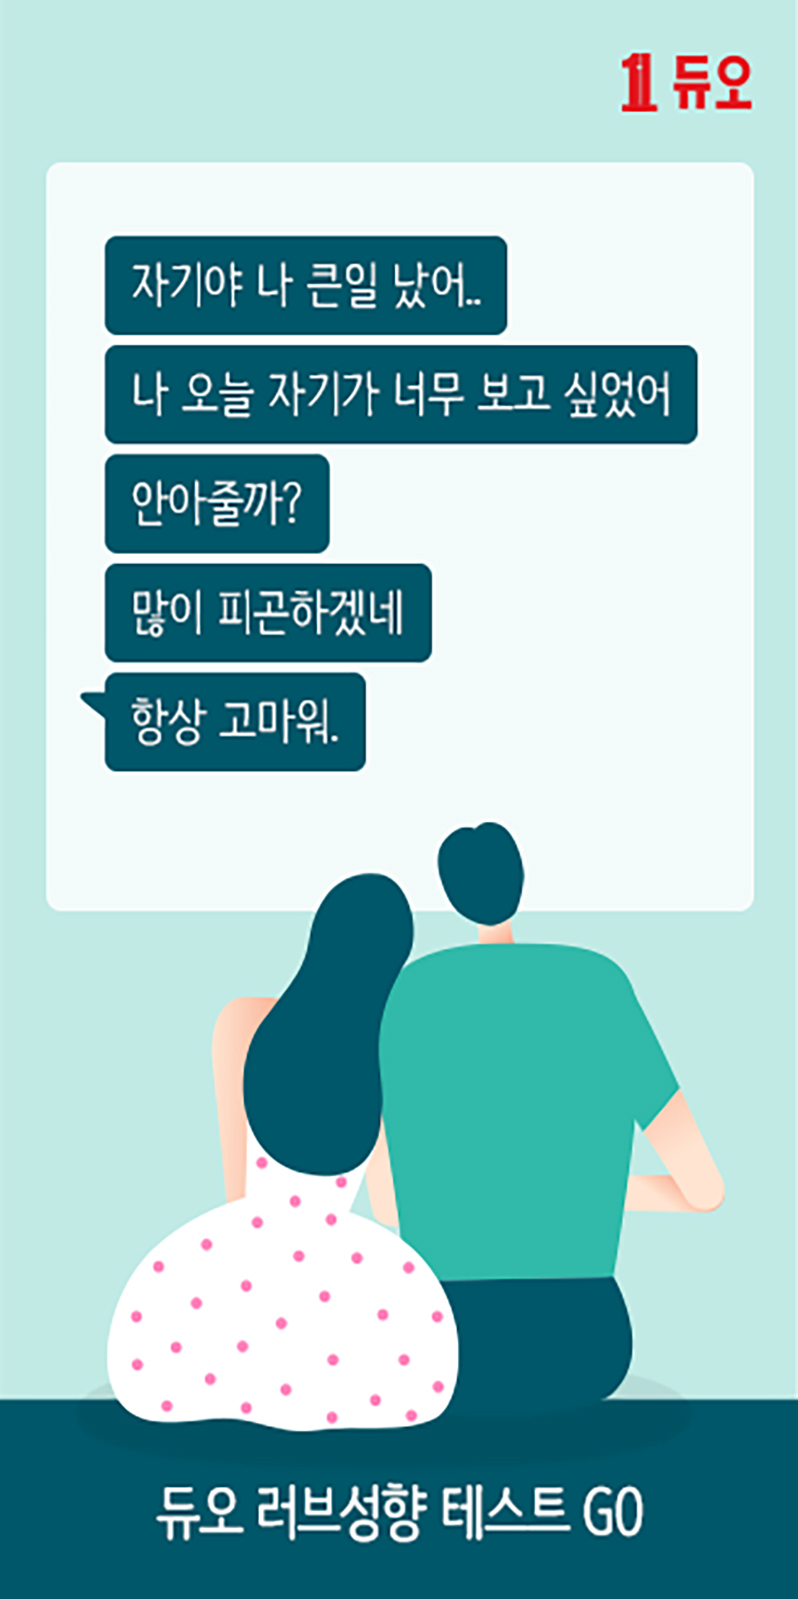 11 듀오
자기야 나 큰일 났어..
나 오늘 자기가 너무 보고 싶었어
안아줄까?
많이 피곤하겠네
항상 고마워.
듀오 러브성향 테스트 GO